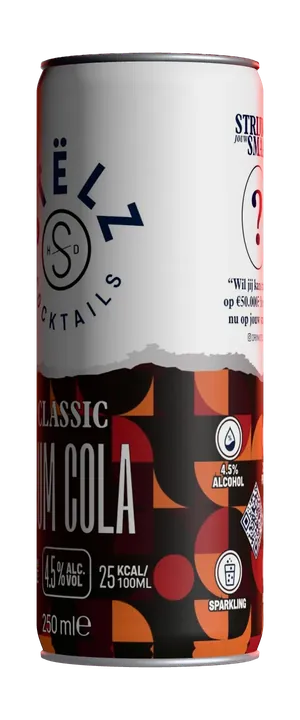 ËLZ
H S D
OCKTAILS
CLASSIC
UM COLA
4.5% ALC.
VOL
25 KCAL/
100ML
250 ml ℮
STRI
JOUW
SMA
?
“Wil jij
op €50.000
nu op jouw
4.5%
ALCOHOL
SPARKLING